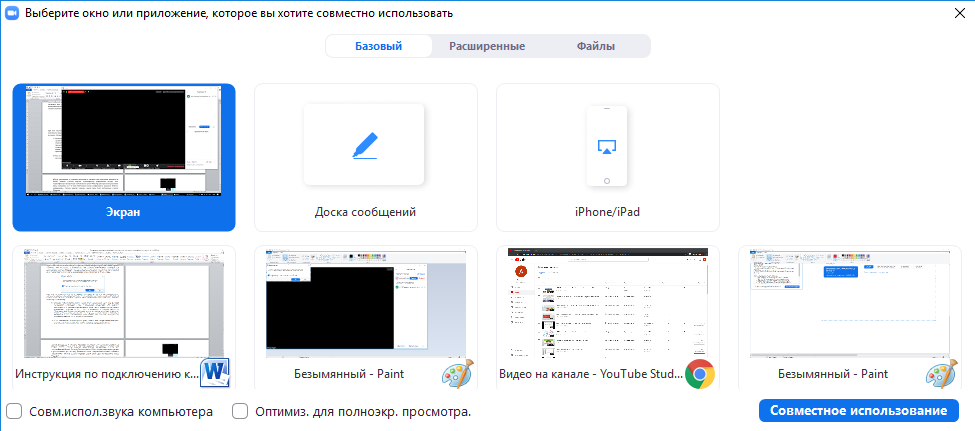 Выберите окно или приложение, которое вы хотите совместно использовать
Базовый
Расширенные
Файлы
Экран
Доска сообщений
iPhone/iPad
Инструкция по подключению к...
Безымянный - Paint
Видео на канале - YouTube Stud...
Безымянный - Paint
Совм.испол.звука компьютера
Оптимиз. для полноэкр. просмотра.
Совместное использование